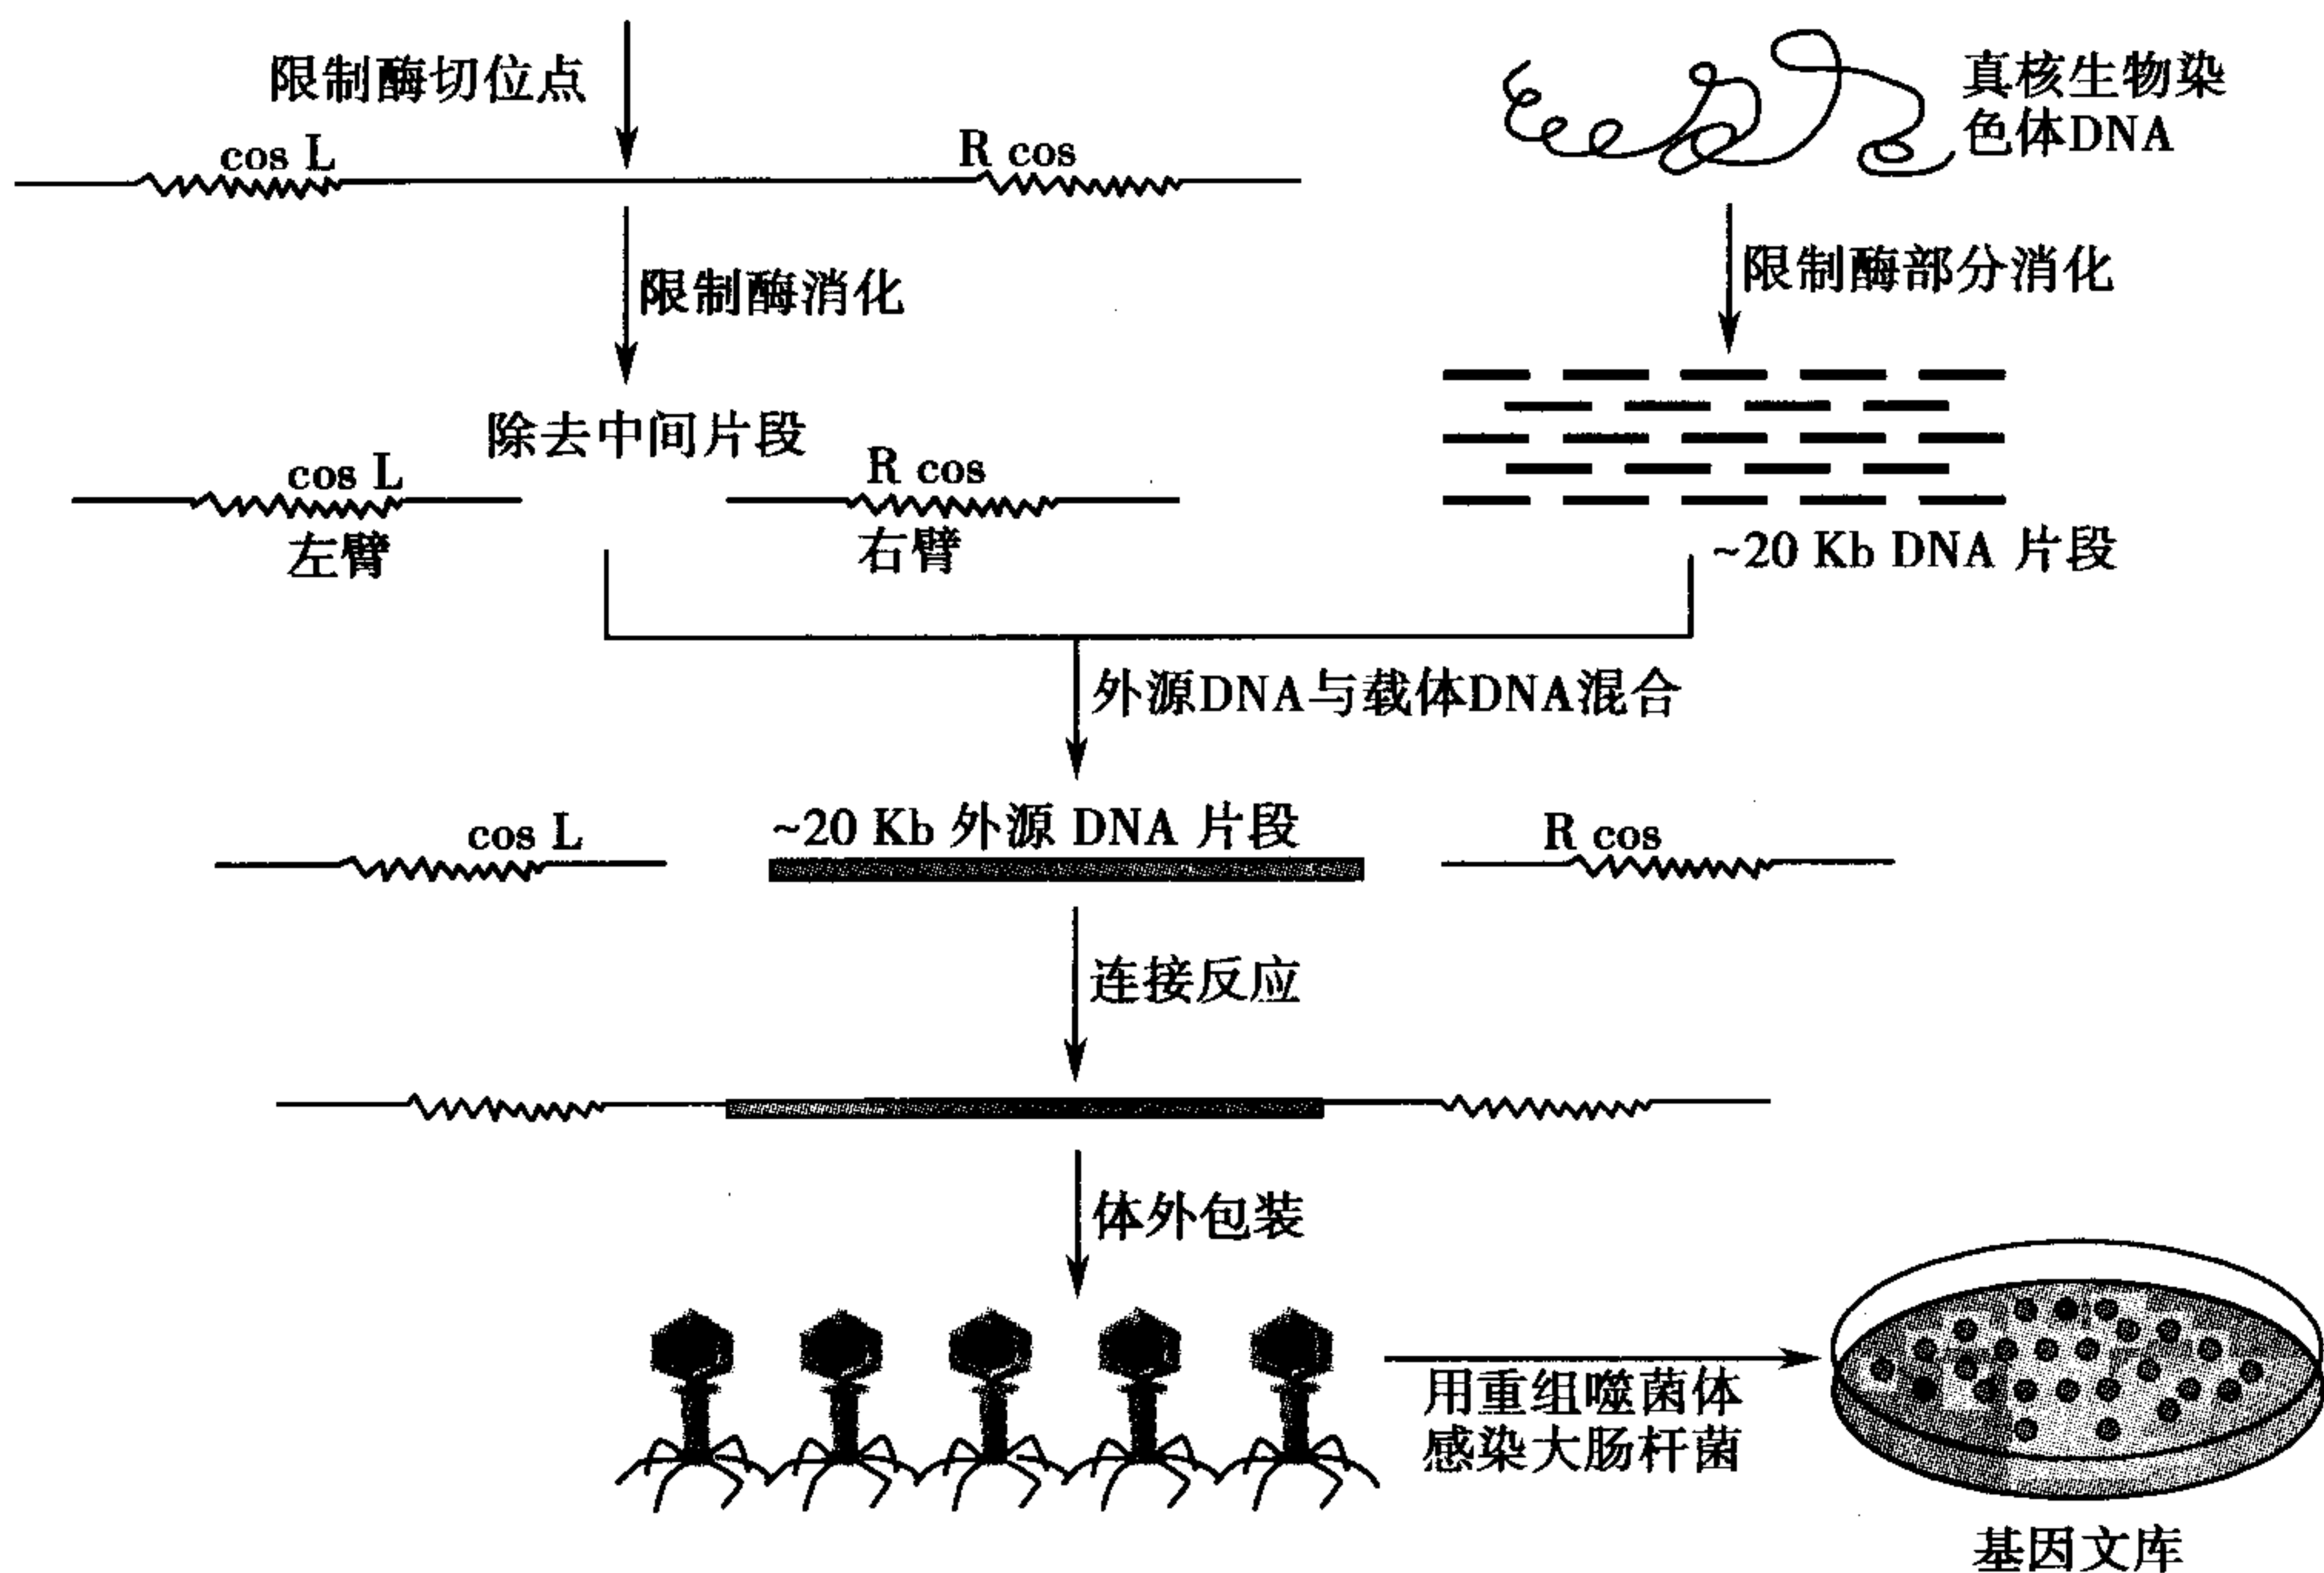 限制酶切位点
真核生物染
色体DNA
cos L
R cos
限制酶消化
限制酶部分消化
除去中间片段
cos L
R cos
左臂
右臂
~20 Kb DNA 片段
外源DNA与载体DNA混合
cos L
~20 Kb 外源 DNA 片段
R cos
连接反应
体外包装
用重组噬菌体
感染大肠杆菌
基因文库